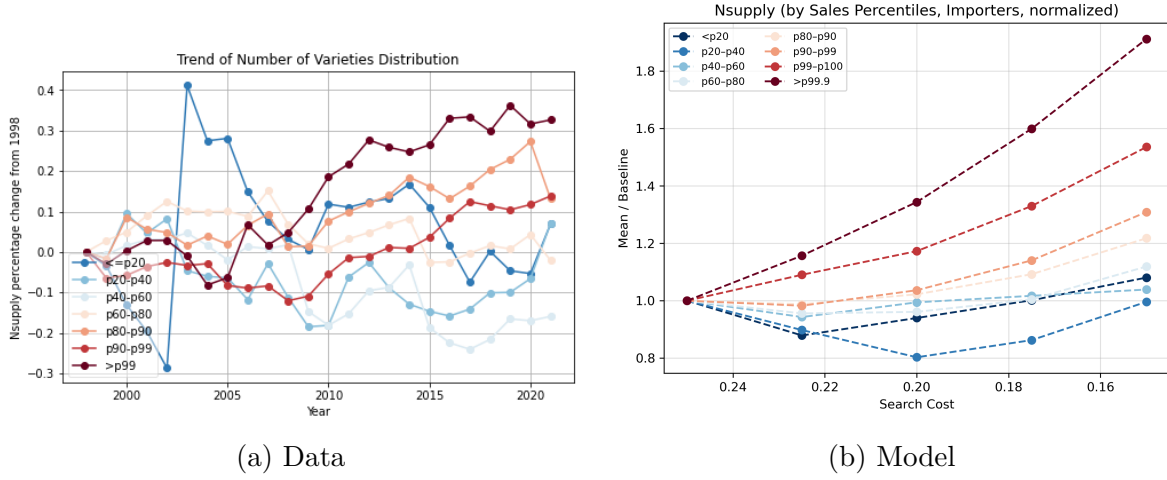 Trend of Number of Varieties Distribution
Nsupply percentage change from 1998
0.4
0.3
0.2
0.1
0.0
−0.1
−0.2
−0.3
<=p20
p20-p40
p40-p60
p60-p80
p80-p90
p90-p99
>p99
2000
2005
2010
2015
2020
Year
(a) Data
Nsupply (by Sales Percentiles, Importers, normalized)
<p20
p20–p40
p40–p60
p60–p80
p80–p90
p90–p99
p99–p100
>p99.9
Mean / Baseline
1.8
1.6
1.4
1.2
1.0
0.8
0.24
0.22
0.20
0.18
0.16
Search Cost
(b) Model